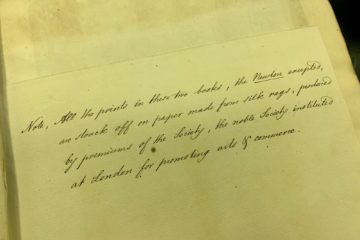 Note, All the prints in these two books, the Newton excepted,
are struck off on paper made from silk rags, produced
by premiums of the Society, the noble Society instituted
at London for promoting arts & commerce.